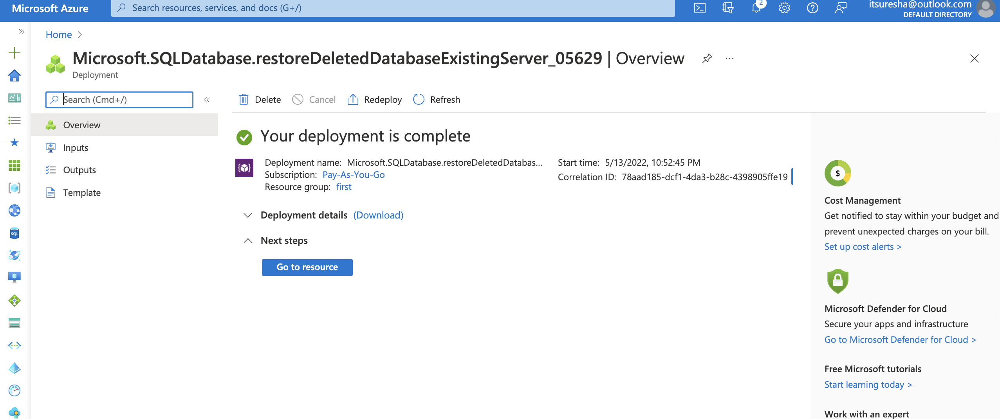 Microsoft Azure
Search resources, services, and docs (G+/)
2
itsuresha@outlook.com
DEFAULT DIRECTORY
Home
Microsoft.SQLDatabase.restoreDeletedDatabaseExistingServer_05629 | Overview
Deployment
Search (Cmd+/)
Delete
Cancel
Redeploy
Refresh
Overview
Inputs
Outputs
Template
Your deployment is complete
Deployment name: Microsoft.SQLDatabase.restoreDeletedDatabas...
Subscription: Pay-As-You-Go
Resource group: first
Start time: 5/13/2022, 10:52:45 PM
Correlation ID: 78aad185-dcf1-4da3-b28c-4398905ffe19
Deployment details (Download)
Next steps
Go to resource
SQL
$
Cost Management
Get notified to stay within your budget and
prevent unexpected charges on your bill.
Set up cost alerts >
Microsoft Defender for Cloud
Secure your apps and infrastructure
Go to Microsoft Defender for Cloud >
Free Microsoft tutorials
Start learning today >
Work with an expert